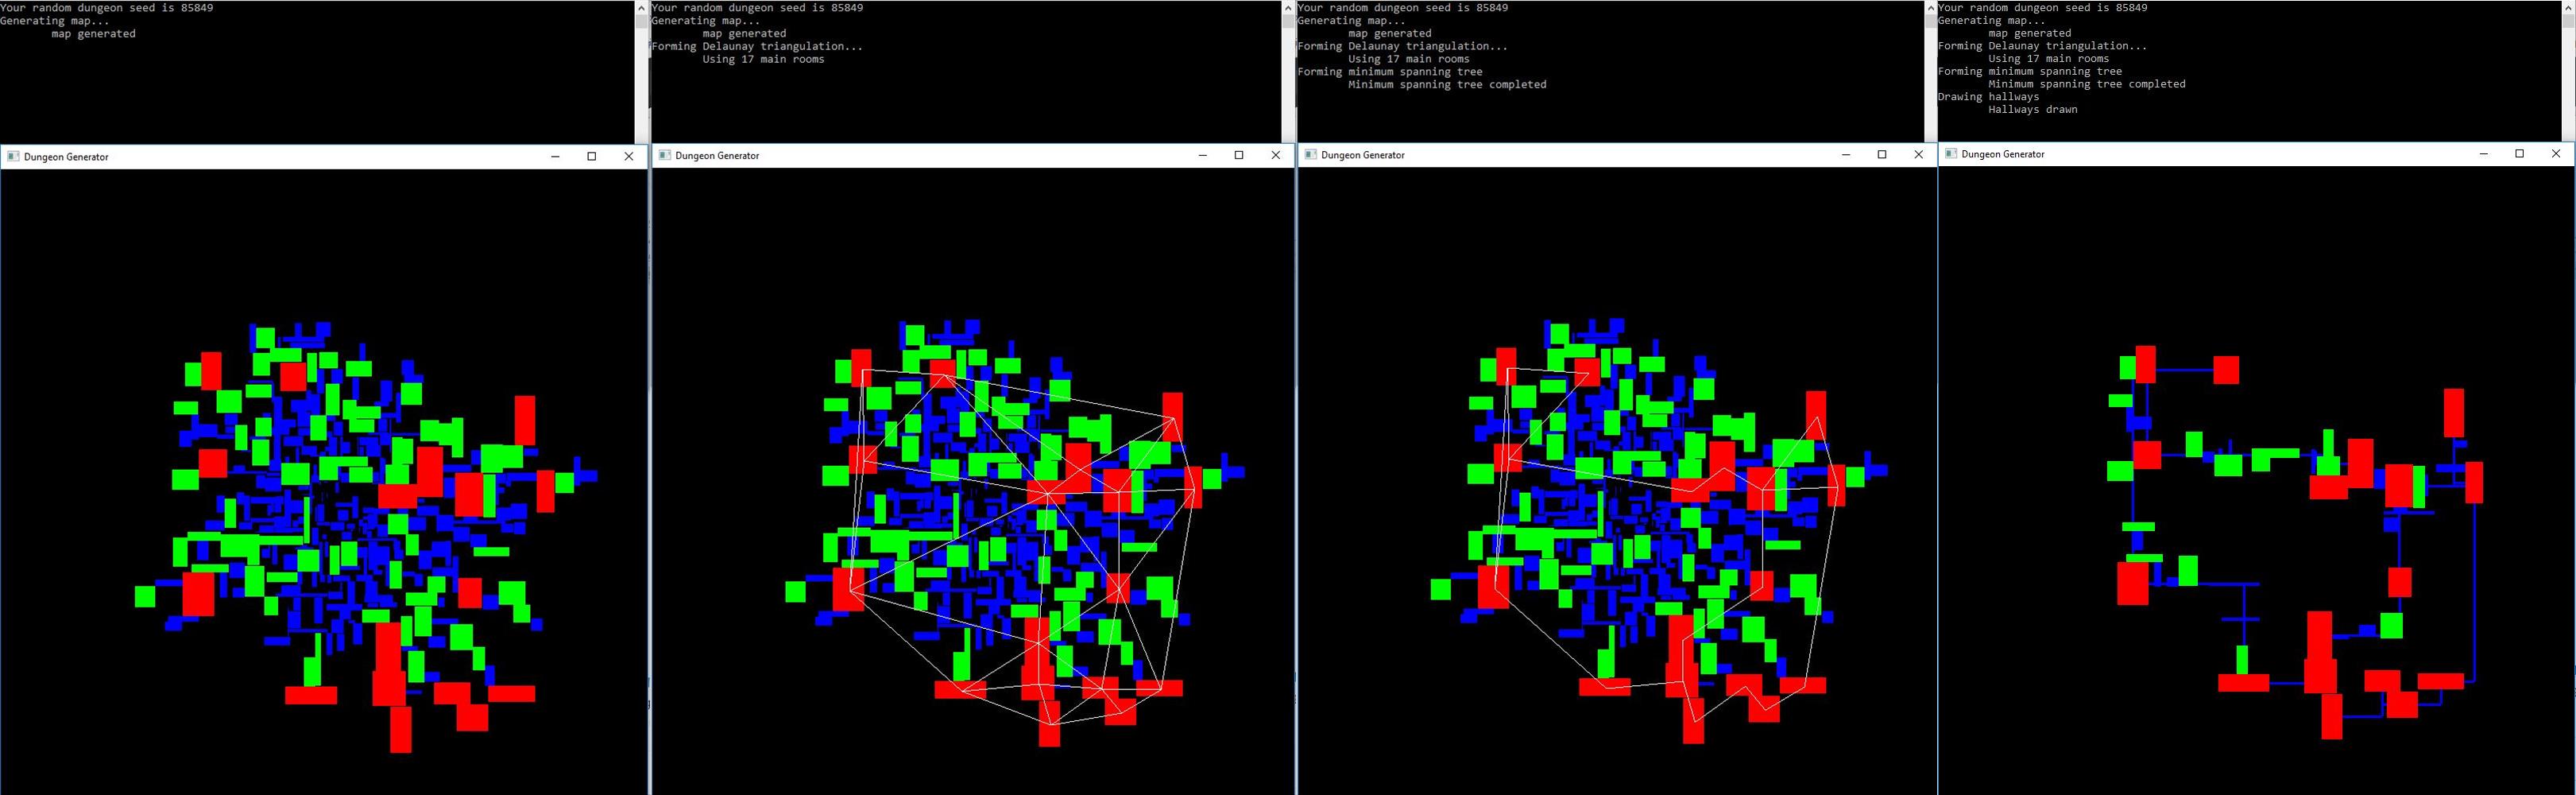 Your random dungeon seed is 85849
Generating map...
map generated
Dungeon Generator
Your random dungeon seed is 85849
Generating map...
map generated
Forming Delaunay triangulation...
Using 17 main rooms
Dungeon Generator
Your random dungeon seed is 85849
Generating map...
map generated
Forming Delaunay triangulation...
Using 17 main rooms
Forming minimum spanning tree
Minimum spanning tree completed
Dungeon Generator
Your random dungeon seed is 85849
Generating map...
map generated
Forming Delaunay triangulation...
Using 17 main rooms
Forming minimum spanning tree
Minimum spanning tree completed
Drawing hallways
Hallways drawn
Dungeon Generator